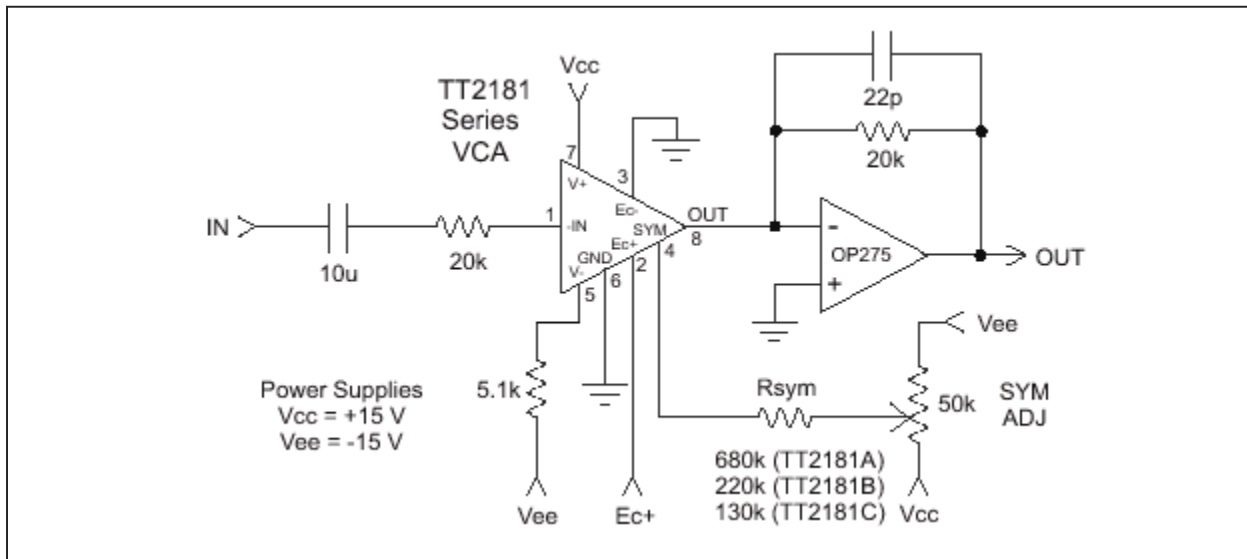 TT2181
Series
VCA
Vcc
7
V+
3
Ec-
1
-IN
SYM
OUT
8
Ec+
4
GND
2
V-
6
5
IN
10u
20k
22p
20k
-
OP275
+
OUT
Power Supplies
Vcc = +15 V
Vee = -15 V
5.1k
Vee
Ec+
Rsym
680k (TT2181A)
220k (TT2181B)
130k (TT2181C)
Vee
50k
SYM
ADJ
Vcc